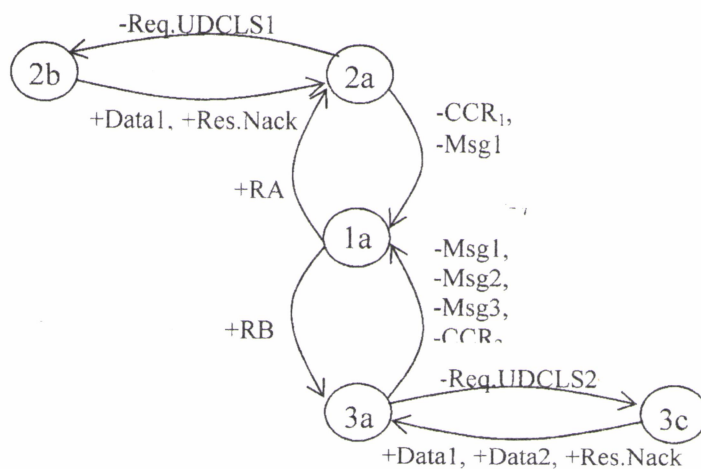 -Req.UDCLS1
2b
2a
+Data1, +Res.Nack
-CCR₁,
-Msg1
+RA
1a
-Msg1,
-Msg2,
-Msg3,
+RB
-Req.UDCLS2
3a
3c
+Data1, +Data2, +Res.Nack